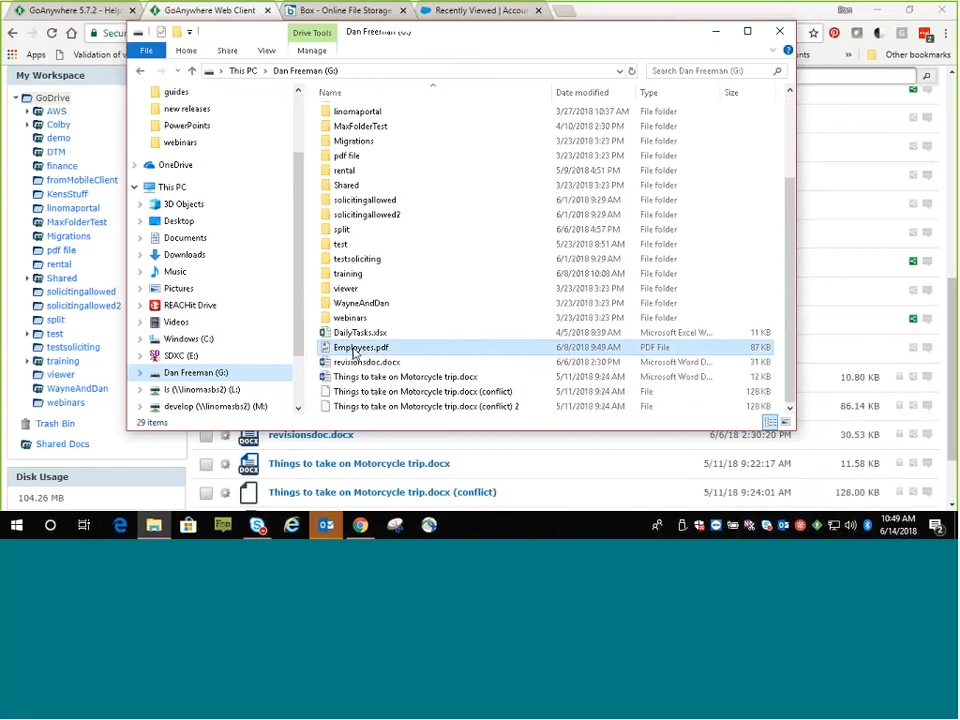 GoAnywhere 5.7.2 - Help
GoAnywhere Web Client
Box - Online File Storage
Recently Viewed | Accou
Secur
Apps
Validation of v
Other bookmarks
Drive Tools
Dan Freeman (G:)
File
Home
Share
View
Manage
This PC
Dan Freeman (G:)
Search Dan Freeman (G:)
My Workspace
GoDrive
AWS
Colby
demo
DTM
finance
fromMobileClient
KensStuff
linomaportal
MaxFolderTest
Migrations
pdf file
rental
Shared
solicitingallowed
solicitingallowed2
split
test
testsoliciting
training
viewer
WayneAndDan
webinars
Trash Bin
Shared Docs
Disk Usage
104.26 MB
guides
new releases
PowerPoints
webinars
OneDrive
This PC
3D Objects
Desktop
Documents
Downloads
Music
Pictures
REACHit Drive
Videos
Windows (C:)
SDXC (E:)
Dan Freeman (G:)
ls (\\linomasbs2) (L:)
develop (\\linomasbs2) (M:)
29 items
Name Date modified Type Size
linomaportal 3/27/2018 10:37 AM File folder
MaxFolderTest 4/10/2018 2:30 PM File folder
Migrations 3/23/2018 3:23 PM File folder
pdf file 3/23/2018 3:23 PM File folder
rental 5/9/2018 4:51 PM File folder
Shared 3/23/2018 3:23 PM File folder
solicitingallowed 6/1/2018 9:29 AM File folder
solicitingallowed2 6/1/2018 9:29 AM File folder
split 6/6/2018 4:57 PM File folder
test 5/23/2018 8:51 AM File folder
testsoliciting 6/1/2018 9:29 AM File folder
training 6/8/2018 10:08 AM File folder
viewer 3/23/2018 3:23 PM File folder
WayneAndDan 3/23/2018 3:23 PM File folder
webinars 3/23/2018 3:23 PM File folder
DailyTasks.xlsx 4/5/2018 8:39 AM Microsoft Excel W... 11 KB
Employees.pdf 6/8/2018 9:49 AM PDF File 87 KB
revisionsdoc.docx 6/6/2018 2:30 PM Microsoft Word D... 31 KB
Things to take on Motorcycle trip.docx 5/11/2018 9:24 AM Microsoft Word D... 12 KB
Things to take on Motorcycle trip.docx (conflict) 5/11/2018 9:24 AM File 128 KB
Things to take on Motorcycle trip.docx (conflict) 2 5/11/2018 9:24 AM File 128 KB
10.80 KB
86.14 KB
DOCX revisionsdoc.docx 6/6/18 2:30:20 PM 30.53 KB
DOCX Things to take on Motorcycle trip.docx 5/11/18 9:22:17 AM 11.58 KB
Things to take on Motorcycle trip.docx (conflict) 5/11/18 9:24:01 AM 128.00 KB
10:49 AM
6/14/2018
2